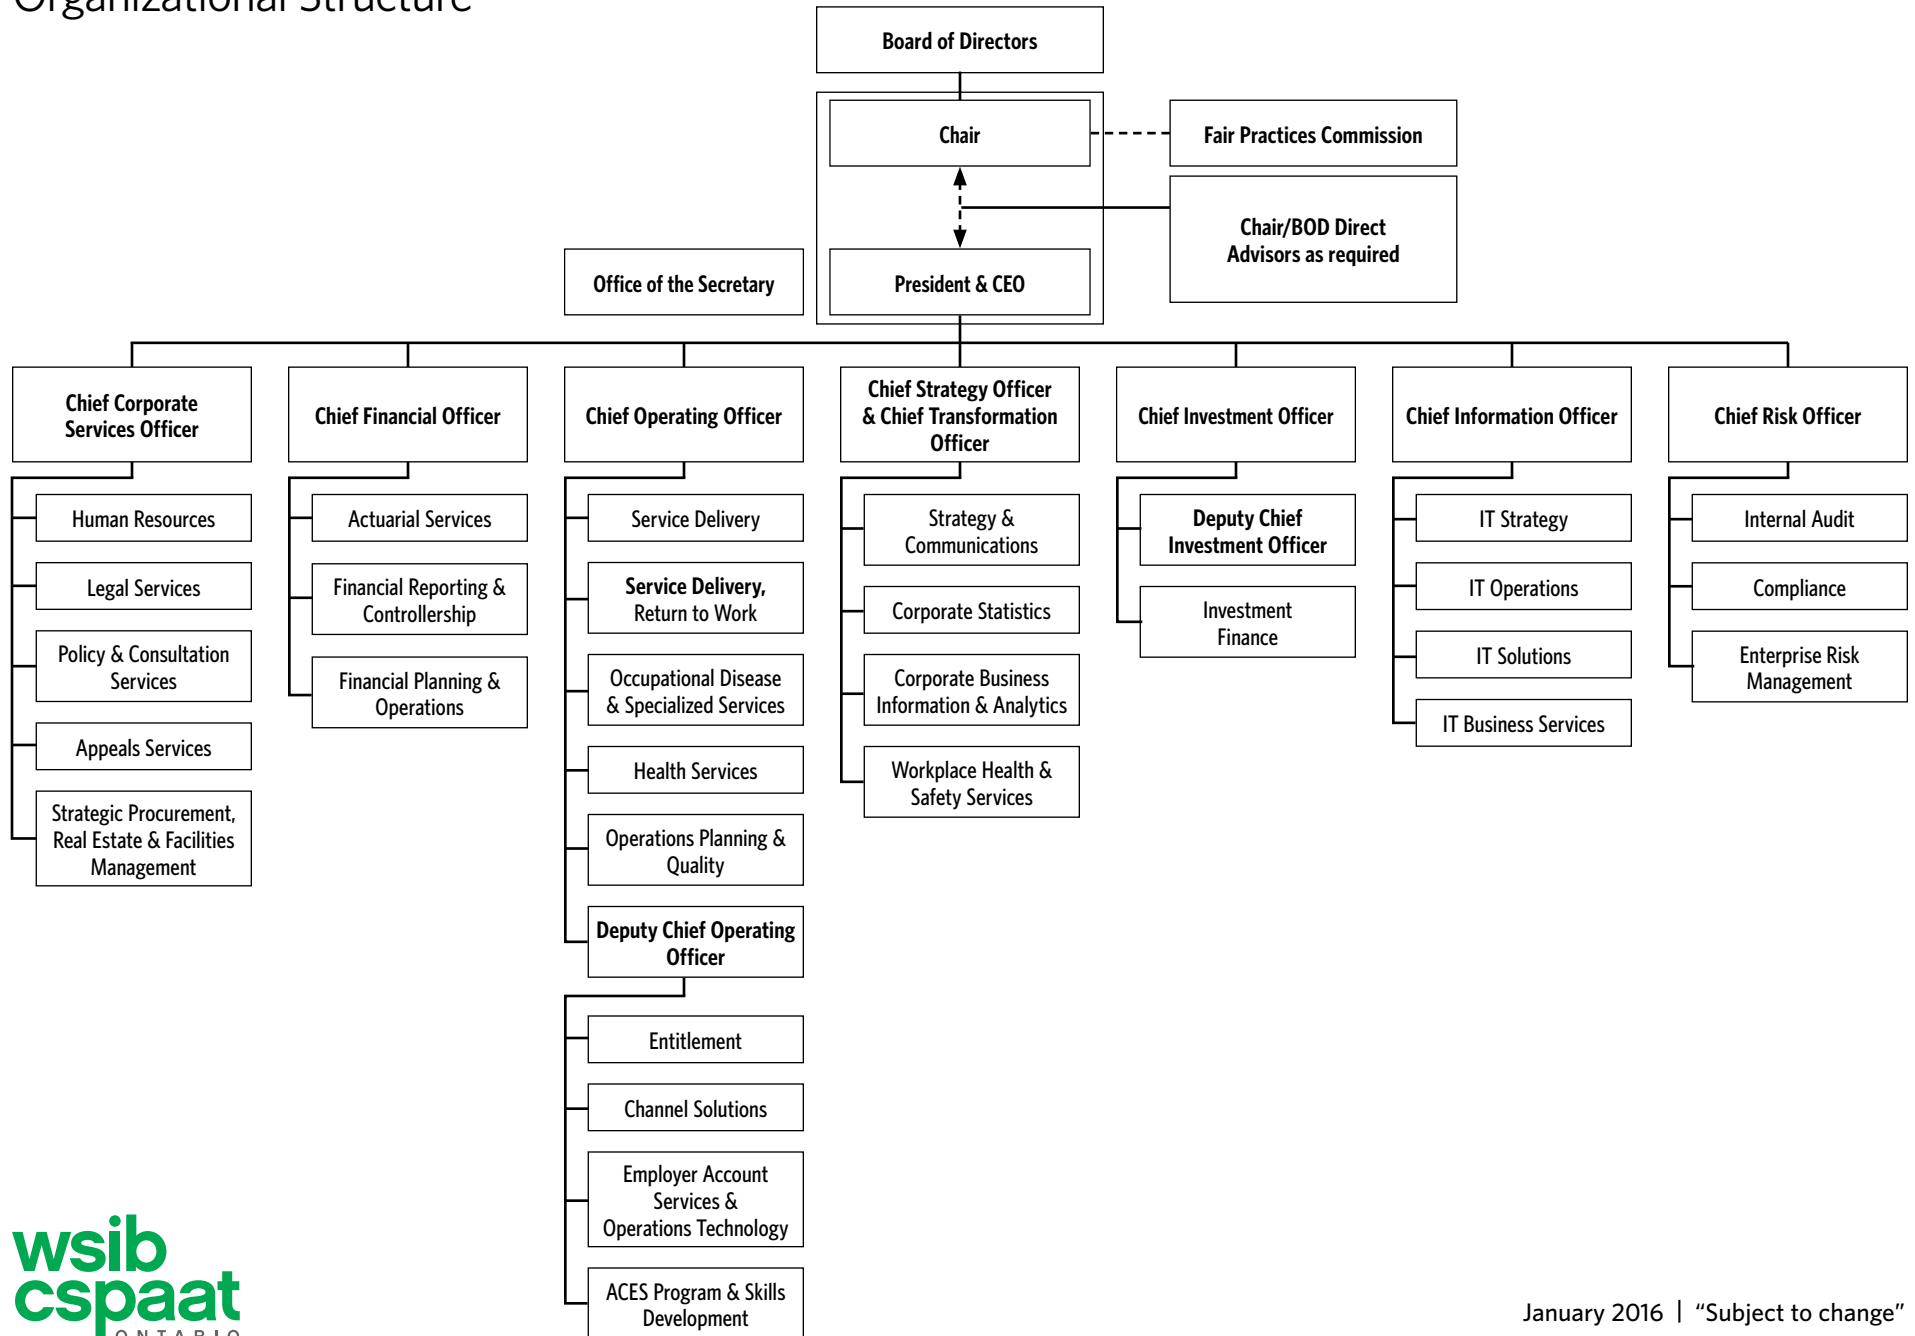 Organizational Structure
Board of Directors
Chair
Fair Practices Commission
Chair/BOD Direct
Advisors as required
Office of the Secretary
President & CEO
Chief Corporate
Services Officer
Human Resources
Legal Services
Policy & Consultation
Services
Appeals Services
Strategic Procurement,
Real Estate & Facilities
Management
Chief Financial Officer
Actuarial Services
Financial Reporting &
Controllership
Financial Planning &
Operations
Chief Operating Officer
Service Delivery
Service Delivery,
Return to Work
Occupational Disease
& Specialized Services
Health Services
Operations Planning &
Quality
Deputy Chief Operating
Officer
Entitlement
Channel Solutions
Employer Account
Services &
Operations Technology
ACES Program & Skills
Development
Chief Strategy Officer
& Chief Transformation
Officer
Strategy &
Communications
Corporate Statistics
Corporate Business
Information & Analytics
Workplace Health &
Safety Services
Chief Investment Officer
Deputy Chief
Investment Officer
Investment
Finance
Chief Information Officer
IT Strategy
IT Operations
IT Solutions
IT Business Services
Chief Risk Officer
Internal Audit
Compliance
Enterprise Risk
Management
wsib
cspaat
ONTARIO
January 2016 | “Subject to change”